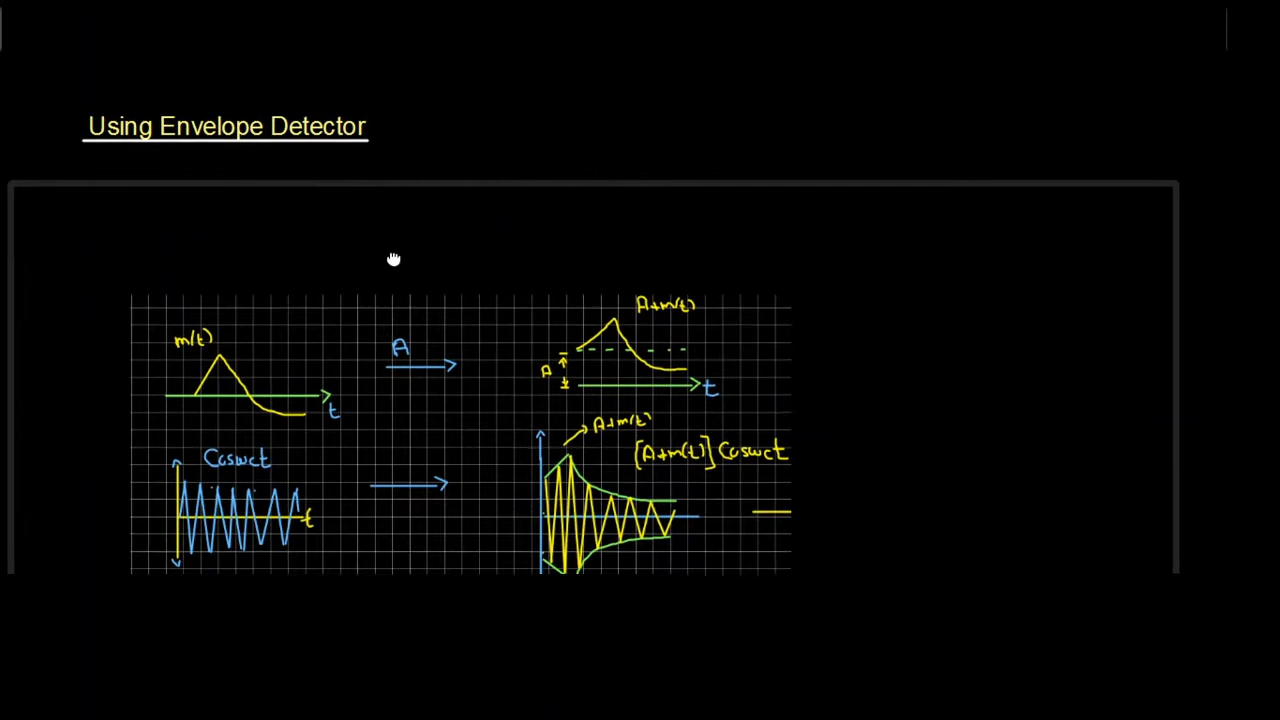 Using Envelope Detector
A+m(t)
m(t)
A
A
t
t
A+m(t)
[A+m(t)]Coswct
Coswct
t